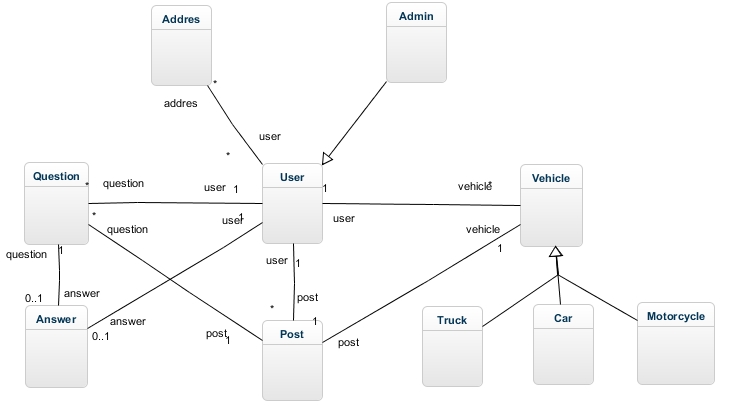 Addres
Admin
*
addres
user
*
Question
User
Vehicle
*
question
user 1
1
vehicle
*
*
question
user
1
user
vehicle
1
question
1
user
1
0..1
answer
*
post
Answer
answer
0..1
1
Post
post
1
post
Truck
Car
Motorcycle